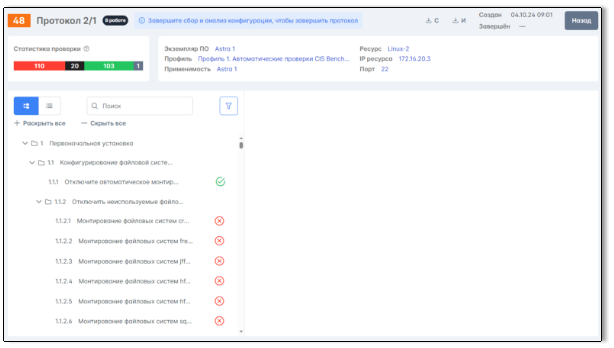 48 Протокол 2/1 В работе Завершите сбор и анализ конфигурации, чтобы завершить протокол С И Создан 04.10.24 09:01 Назад
Завершён —
Статистика проверки
110 20 103 1
Экземпляр ПО Astra 1
Профиль Профиль 1. Автоматические проверки CIS Bench...
Применимость Astra 1
Ресурс Linux-2
IP ресурса 172.16.20.3
Порт 22
Поиск
+ Раскрыть все — Скрыть все
1 Первоначальная установка
1.1 Конфигурирование файловой систе...
1.1.1 Отключите автоматическое монтир...
1.1.2 Отключить неиспользуемые файло...
1.1.2.1 Монтирование файловых систем cr...
1.1.2.2 Монтирование файловых систем fre...
1.1.2.3 Монтирование файловых систем jff...
1.1.2.4 Монтирование файловых систем hf...
1.1.2.5 Монтирование файловых систем hf...
1.1.2.6 Монтирование файловых систем sq...